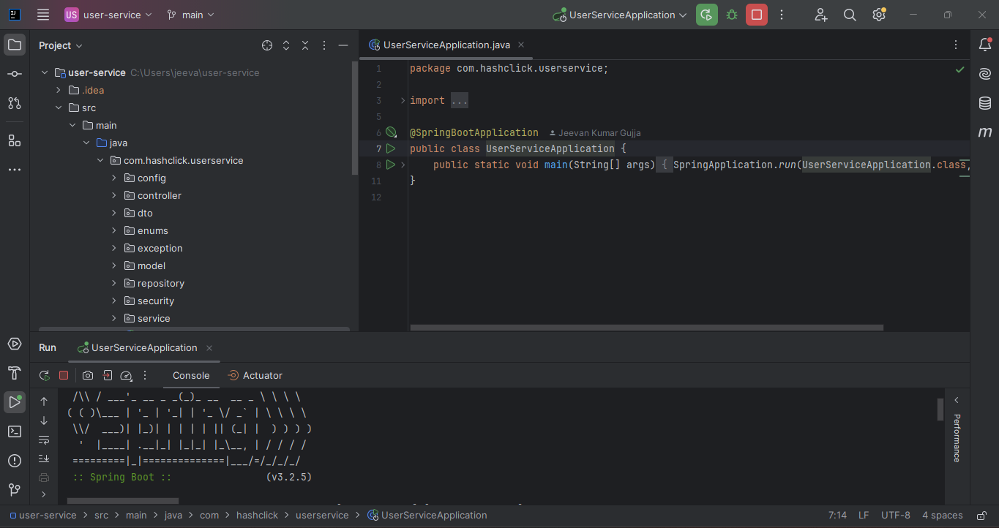 US user-service main UserServiceApplication
Project
UserServiceApplication.java
user-service C:\Users\jeeva\user-service
.idea
src
main
java
com.hashclick.userservice
config
controller
dto
enums
exception
model
repository
security
service
1 package com.hashclick.userservice;
2
3 import ...
5
6 @SpringBootApplication Jeevan Kumar Gujja
7 public class UserServiceApplication {
8 public static void main(String[] args) { SpringApplication.run(UserServiceApplication.class,
11 }
12
m
Run UserServiceApplication
Console Actuator
 /\\ / ___'_ __ _ _(_)_ __  __ _ \ \ \ \
( ( )\___ | '_ | '_| | '_ \/ _` | \ \ \ \
 \\/  ___)| |_)| | | | | || (_| |  ) ) ) )
  '  |____| .__|_| |_|_| |_\__, | / / / /
 =========|_|==============|___/=/_/_/_/
 :: Spring Boot ::                (v3.2.5)
Performance
user-service > src > main > java > com > hashclick > userservice > UserServiceApplication 7:14 LF UTF-8 4 spaces